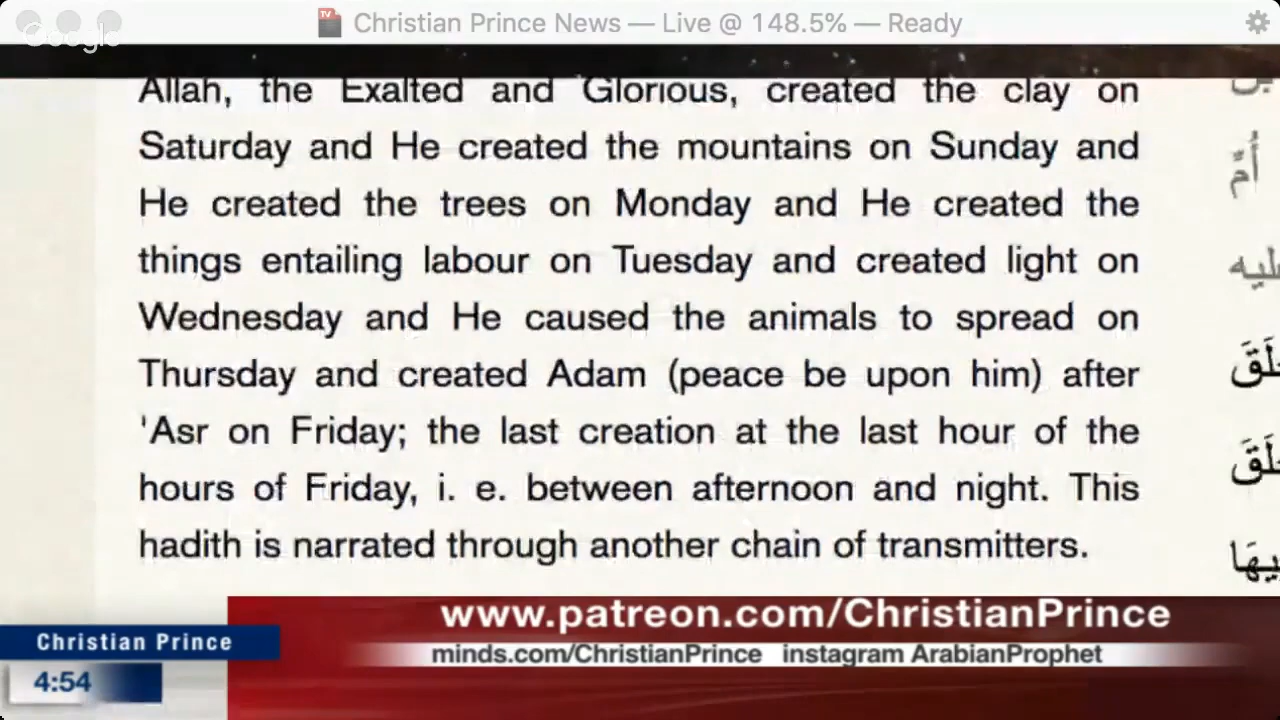 Christian Prince News — Live @ 148.5% — Ready
Google
Allah, the Exalted and Glorious, created the clay on
Saturday and He created the mountains on Sunday and
He created the trees on Monday and He created the
things entailing labour on Tuesday and created light on
Wednesday and He caused the animals to spread on
Thursday and created Adam (peace be upon him) after
'Asr on Friday; the last creation at the last hour of the
hours of Friday, i. e. between afternoon and night. This
hadith is narrated through another chain of transmitters.
www.patreon.com/ChristianPrince
Christian Prince
minds.com/ChristianPrince instagram ArabianProphet
4:54